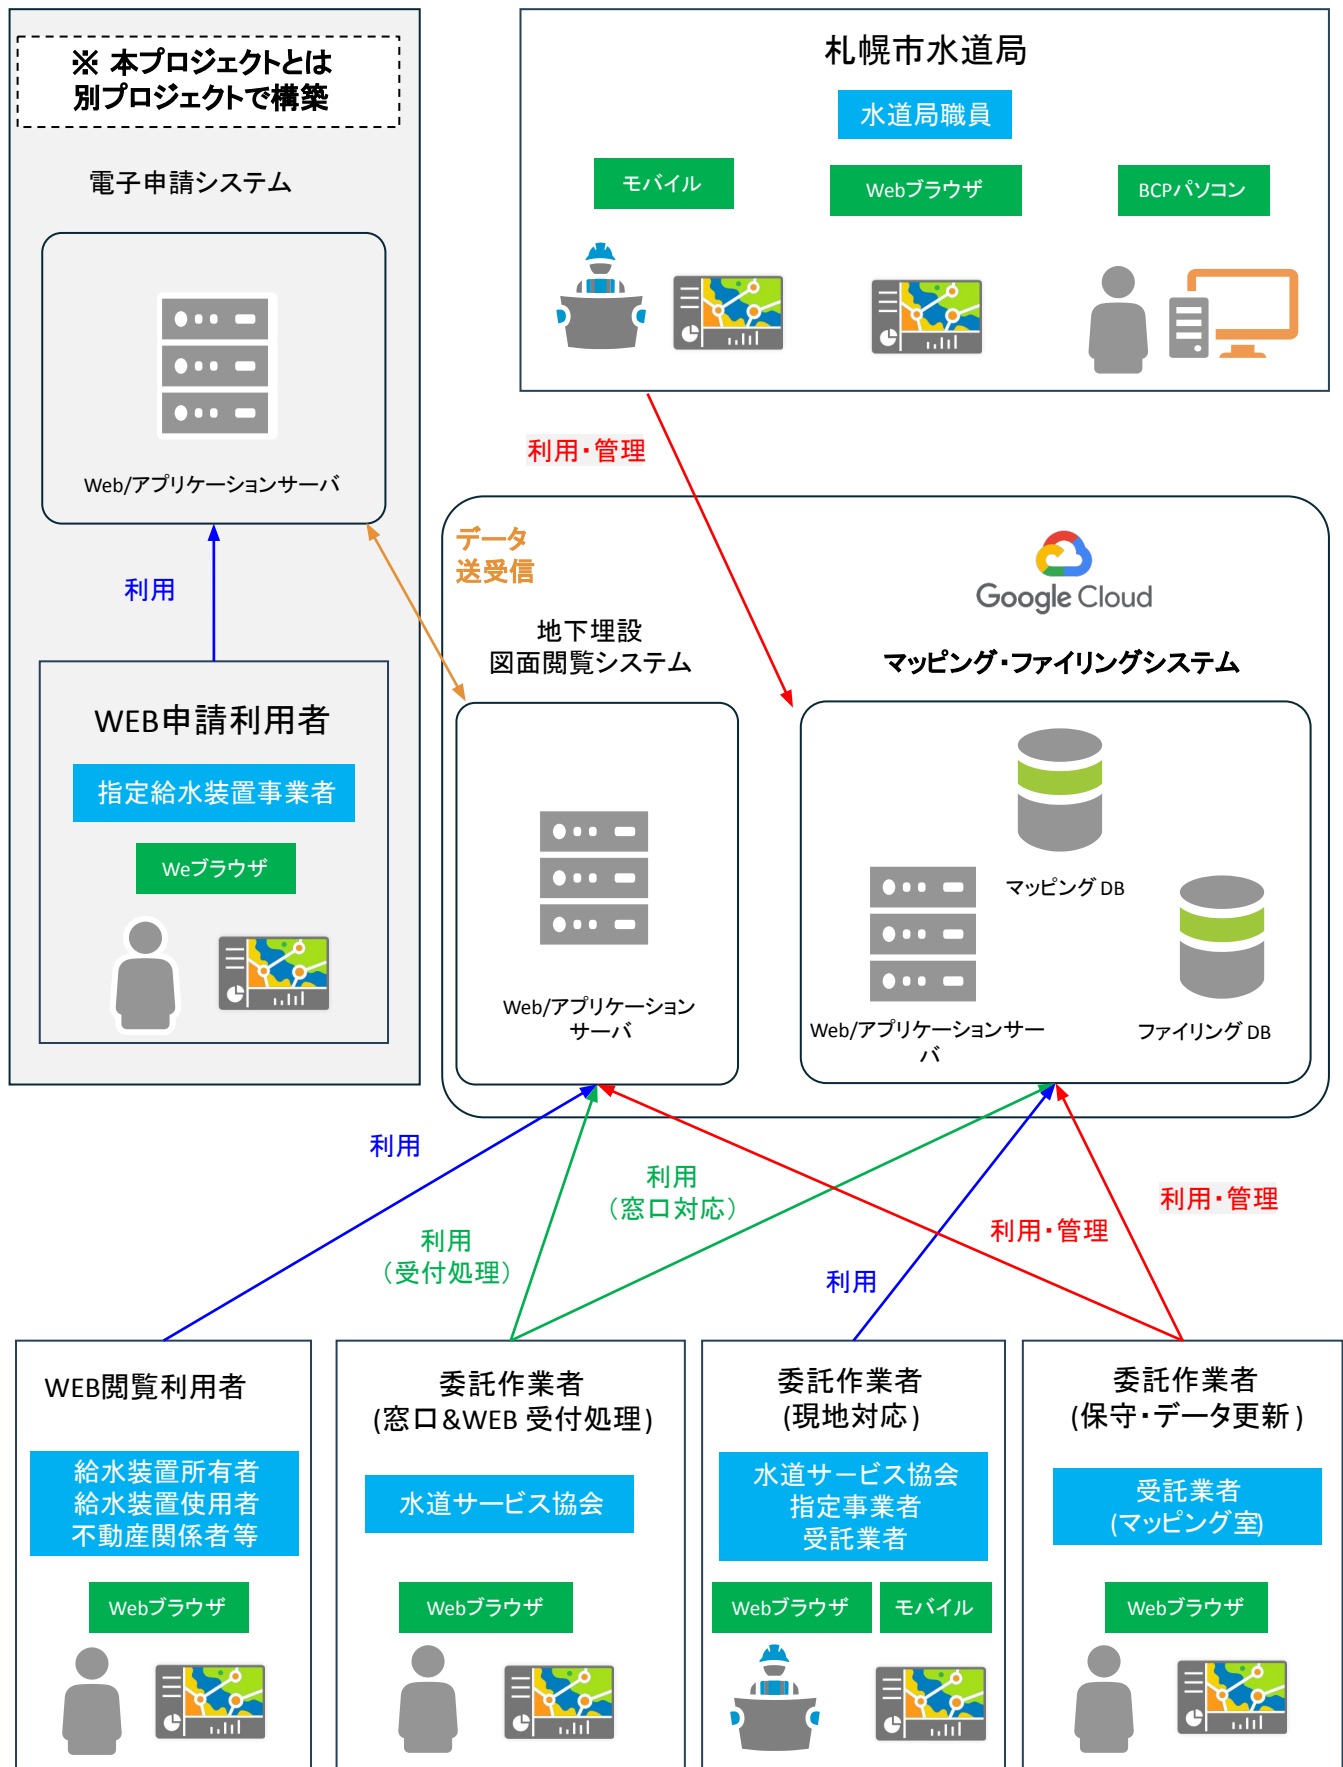 ※ 本プロジェクトとは
別プロジェクトで構築
電子申請システム
Web/アプリケーションサーバ
利用
WEB申請利用者
指定給水装置事業者
Weブラウザ
札幌市水道局
水道局職員
モバイル
Webブラウザ
BCPパソコン
利用・管理
データ
送受信
Google Cloud
地下埋設
図面閲覧システム
マッピング・ファイリングシステム
マッピング DB
Web/アプリケーション
サーバ
Web/アプリケーションサー
バ
ファイリング DB
利用
利用
（受付処理）
利用
（窓口対応）
利用
利用・管理
利用・管理
WEB閲覧利用者
給水装置所有者
給水装置使用者
不動産関係者等
Webブラウザ
委託作業者
(窓口&WEB 受付処理)
水道サービス協会
Webブラウザ
委託作業者
(現地対応)
水道サービス協会
指定事業者
受託業者
Webブラウザ
モバイル
委託作業者
(保守・データ更新)
受託業者
(マッピング室)
Webブラウザ